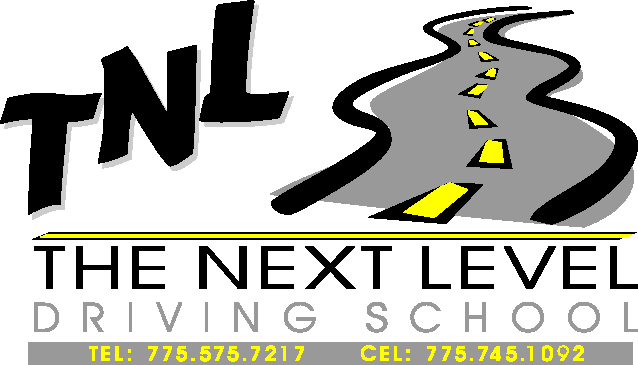 TNL
THE NEXT LEVEL
DRIVING SCHOOL
TEL: 775.575.7217 CEL: 775.745.1092